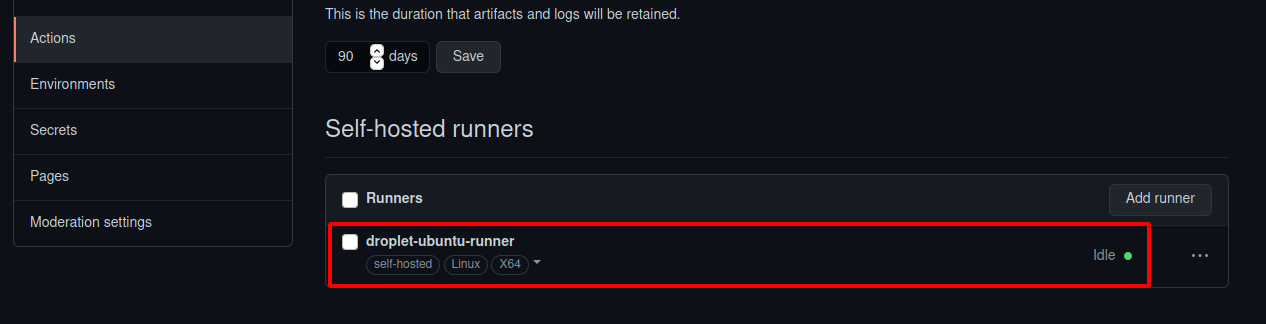 This is the duration that artifacts and logs will be retained.
Actions
90 days Save
Environments
Secrets
Self-hosted runners
Pages
Runners Add runner
Moderation settings
droplet-ubuntu-runner
self-hosted Linux X64
Idle